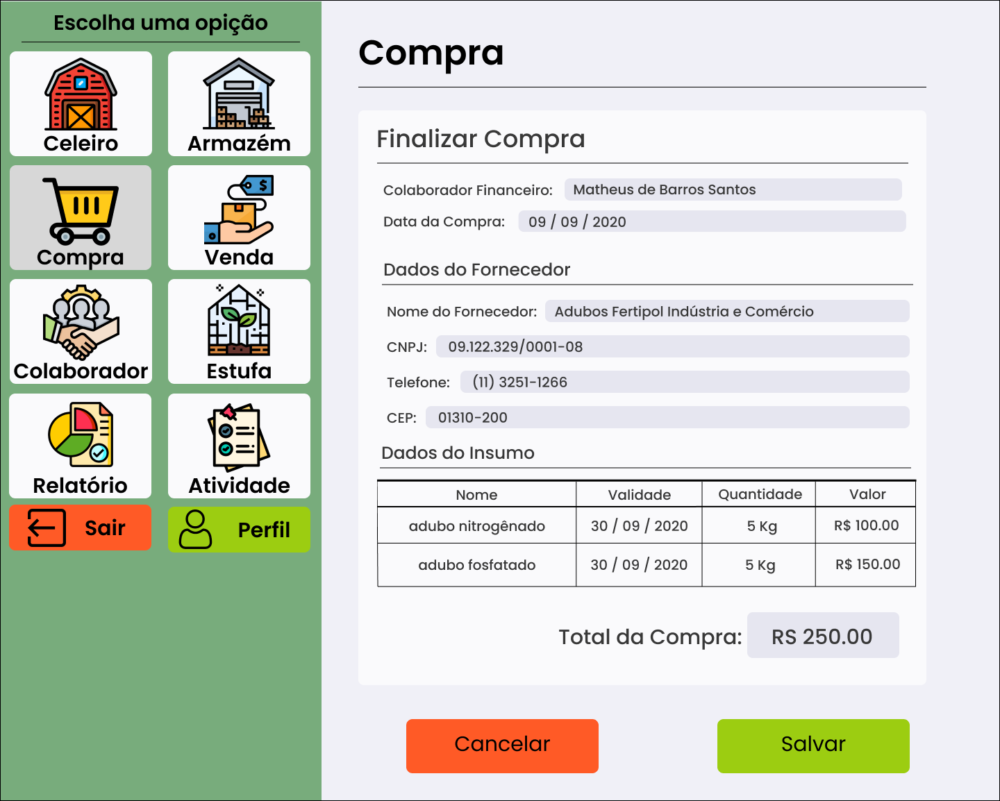 Escolha uma opição
Celeiro
Armazém
$
Compra
Venda
Colaborador
Estufa
Relatório
Atividade
Sair
Perfil
Compra
Finalizar Compra
Colaborador Financeiro: Matheus de Barros Santos
Data da Compra: 09 / 09 / 2020
Dados do Fornecedor
Nome do Fornecedor: Adubos Fertipol Indústria e Comércio
CNPJ: 09.122.329/0001-08
Telefone: (11) 3251-1266
CEP: 01310-200
Dados do Insumo
Nome Validade Quantidade Valor
adubo nitrogênado 30 / 09 / 2020 5 Kg R$ 100.00
adubo fosfatado 30 / 09 / 2020 5 Kg R$ 150.00
Total da Compra: RS 250.00
Cancelar Salvar